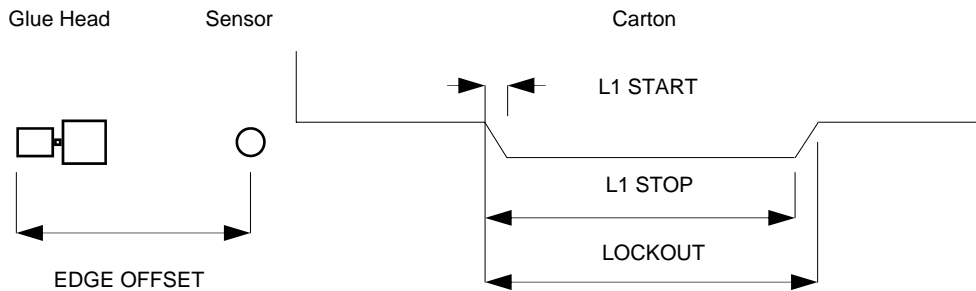 Glue Head
Sensor
Carton
L1 START
L1 STOP
LOCKOUT
EDGE OFFSET